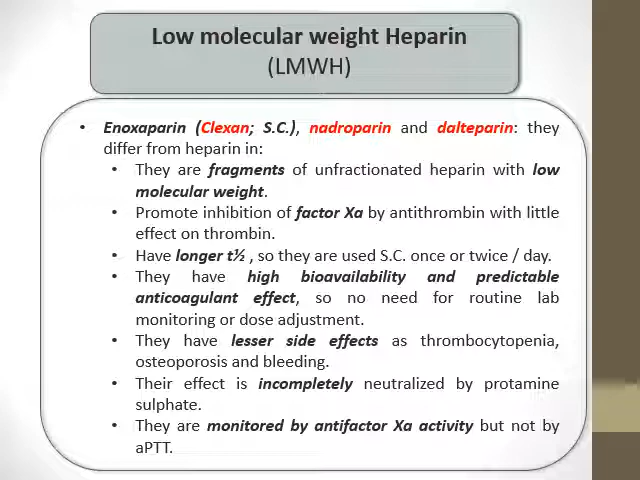 Low molecular weight Heparin
(LMWH)
• Enoxaparin (Clexan; S.C.), nadroparin and dalteparin: they
differ from heparin in:
• They are fragments of unfractionated heparin with low
molecular weight.
• Promote inhibition of factor Xa by antithrombin with little
effect on thrombin.
• Have longer t½ , so they are used S.C. once or twice / day.
• They have high bioavailability and predictable
anticoagulant effect, so no need for routine lab
monitoring or dose adjustment.
• They have lesser side effects as thrombocytopenia,
osteoporosis and bleeding.
• Their effect is incompletely neutralized by protamine
sulphate.
• They are monitored by antifactor Xa activity but not by
aPTT.